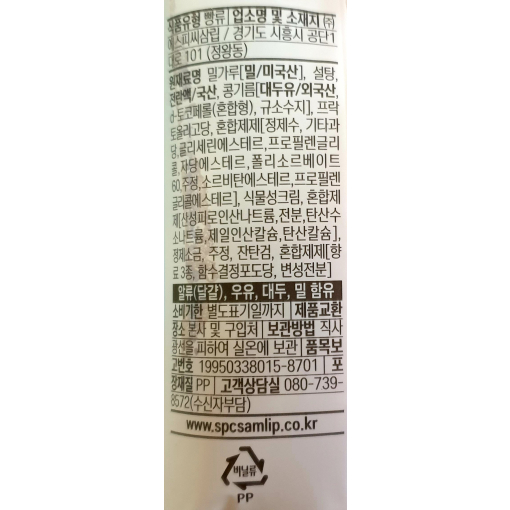 식품유형 빵류 | 업소명 및 소재지 ㈜
에스피씨삼립 / 경기도 시흥시 공단1
대로 101 (정왕동)
원재료명 밀가루[밀/미국산], 설탕,
전란액/국산, 콩기름[대두유/외국산,
d-토코페롤(혼합형), 규소수지], 프락
토올리고당, 혼합제제[정제수, 기타과
당,글리세린에스테르,프로필렌글리
콜,자당에스테르,폴리소르베이트
60,주정,소르비탄에스테르,프로필렌
글리콜에스테르], 식물성크림, 혼합제
제[산성피로인산나트륨,전분,탄산수
소나트륨,제일인산칼슘,탄산칼슘],
정제소금, 주정, 잔탄검, 혼합제제[향
료 3종, 함수결정포도당, 변성전분]
알류(달걀), 우유, 대두, 밀 함유
소비기한 별도표기일까지 | 제품교환
장소 본사 및 구입처 | 보관방법 직사
광선을 피하여 실온에 보관 | 품목보
고번호 19950338015-8701 | 포
장재질 PP | 고객상담실 080-739-
8572(수신자부담)
www.spcsamlip.co.kr
비닐류
PP